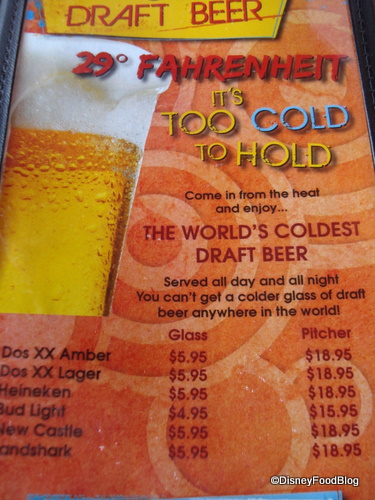 DRAFT BEER
29° FAHRENHEIT
IT'S
TOO COLD
TO HOLD
Come in from the heat
and enjoy...
THE WORLD'S COLDEST
DRAFT BEER
Served all day and all night
You can't get a colder glass of draft
beer anywhere in the world!
Glass Pitcher
Dos XX Amber $5.95 $18.95
Dos XX Lager $5.95 $18.95
Heineken $5.95 $18.95
Bud Light $4.95 $15.95
New Castle $5.95 $18.95
andshark $5.95 $18.95
©DisneyFoodBlog